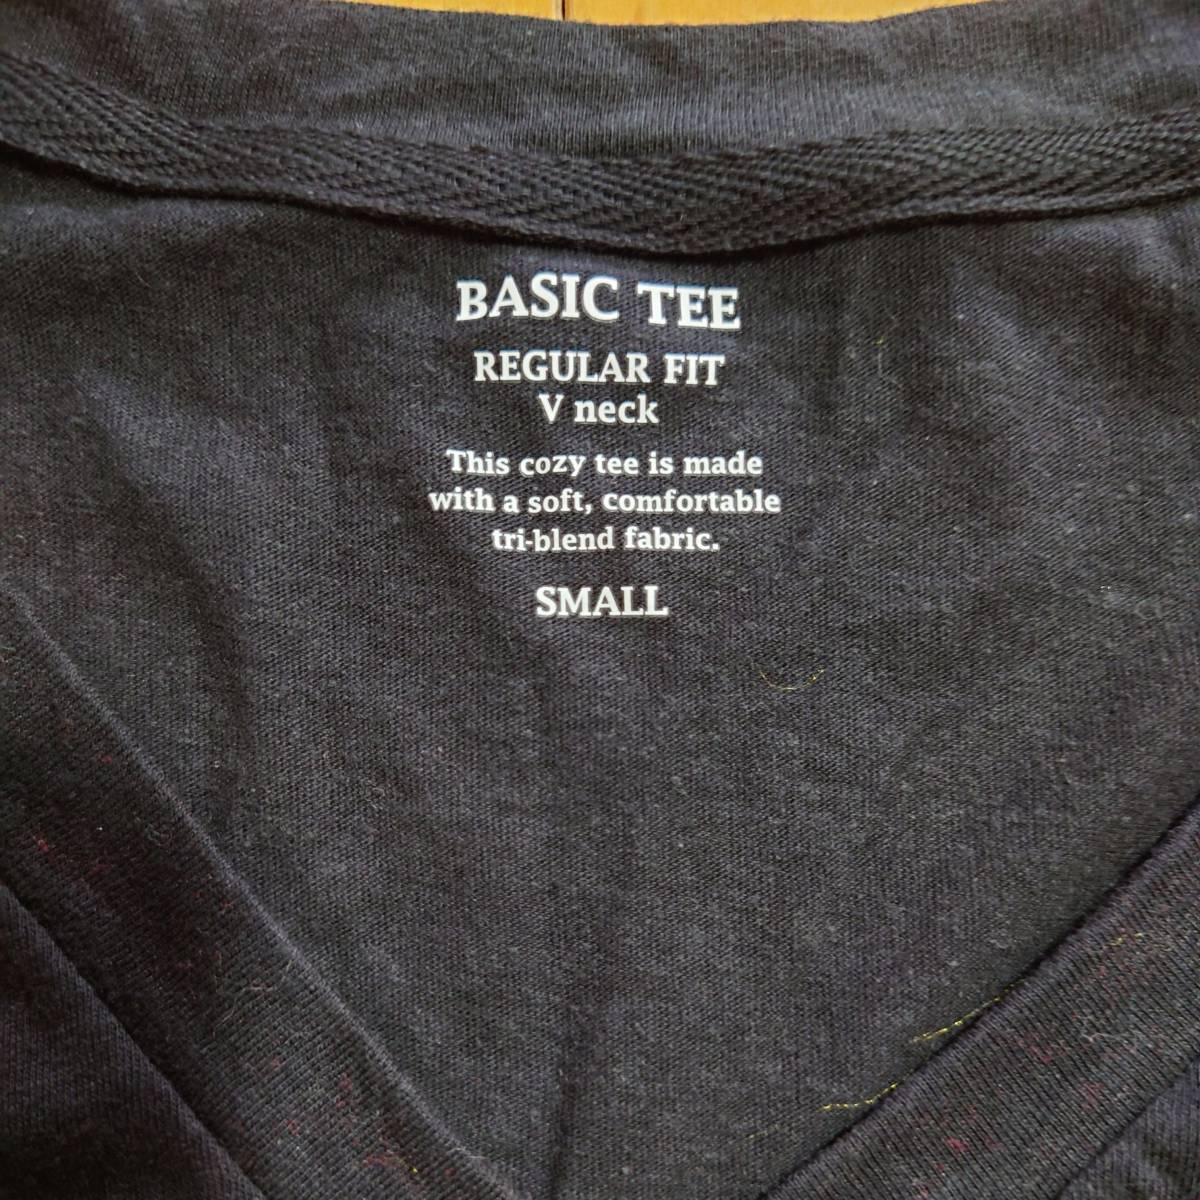 BASIC TEE
REGULAR FIT
V neck
This cozy tee is made
with a soft, comfortable
tri-blend fabric.
SMALL